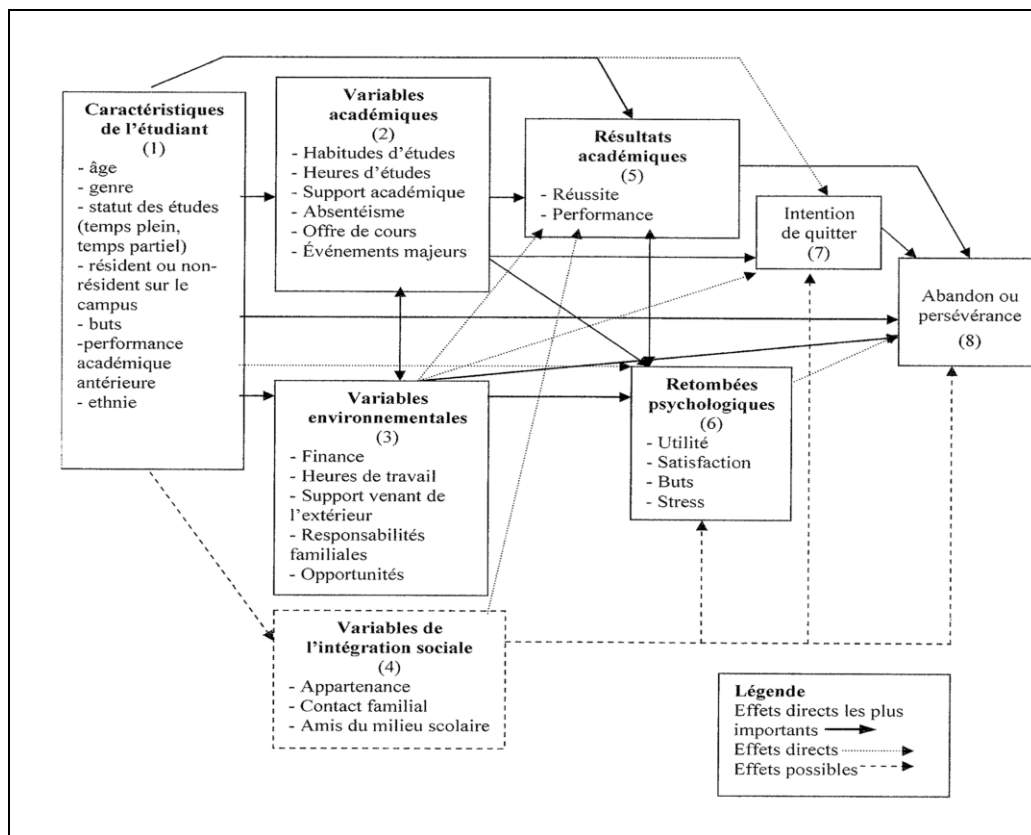 Caractéristiques
de l'étudiant
(1)
- âge
- genre
- statut des études
(temps plein,
temps partiel)
- résident ou non-
résident sur le
campus
- buts
-performance
académique
antérieure
- ethnie
Variables
académiques
(2)
- Habitudes d'études
- Heures d'études
- Support académique
- Absentéisme
- Offre de cours
- Événements majeurs
Variables
environnementales
(3)
- Finance
- Heures de travail
- Support venant de
l'extérieur
- Responsabilités
familiales
- Opportunités
Variables de
l'intégration sociale
(4)
- Appartenance
- Contact familial
- Amis du milieu scolaire
Résultats
académiques
(5)
- Réussite
- Performance
Retombées
psychologiques
(6)
- Utilité
- Satisfaction
- Buts
- Stress
Intention
de quitter
(7)
Abandon ou
persévérance
(8)
Légende
Effets directs les plus
importants
Effets directs
Effets possibles